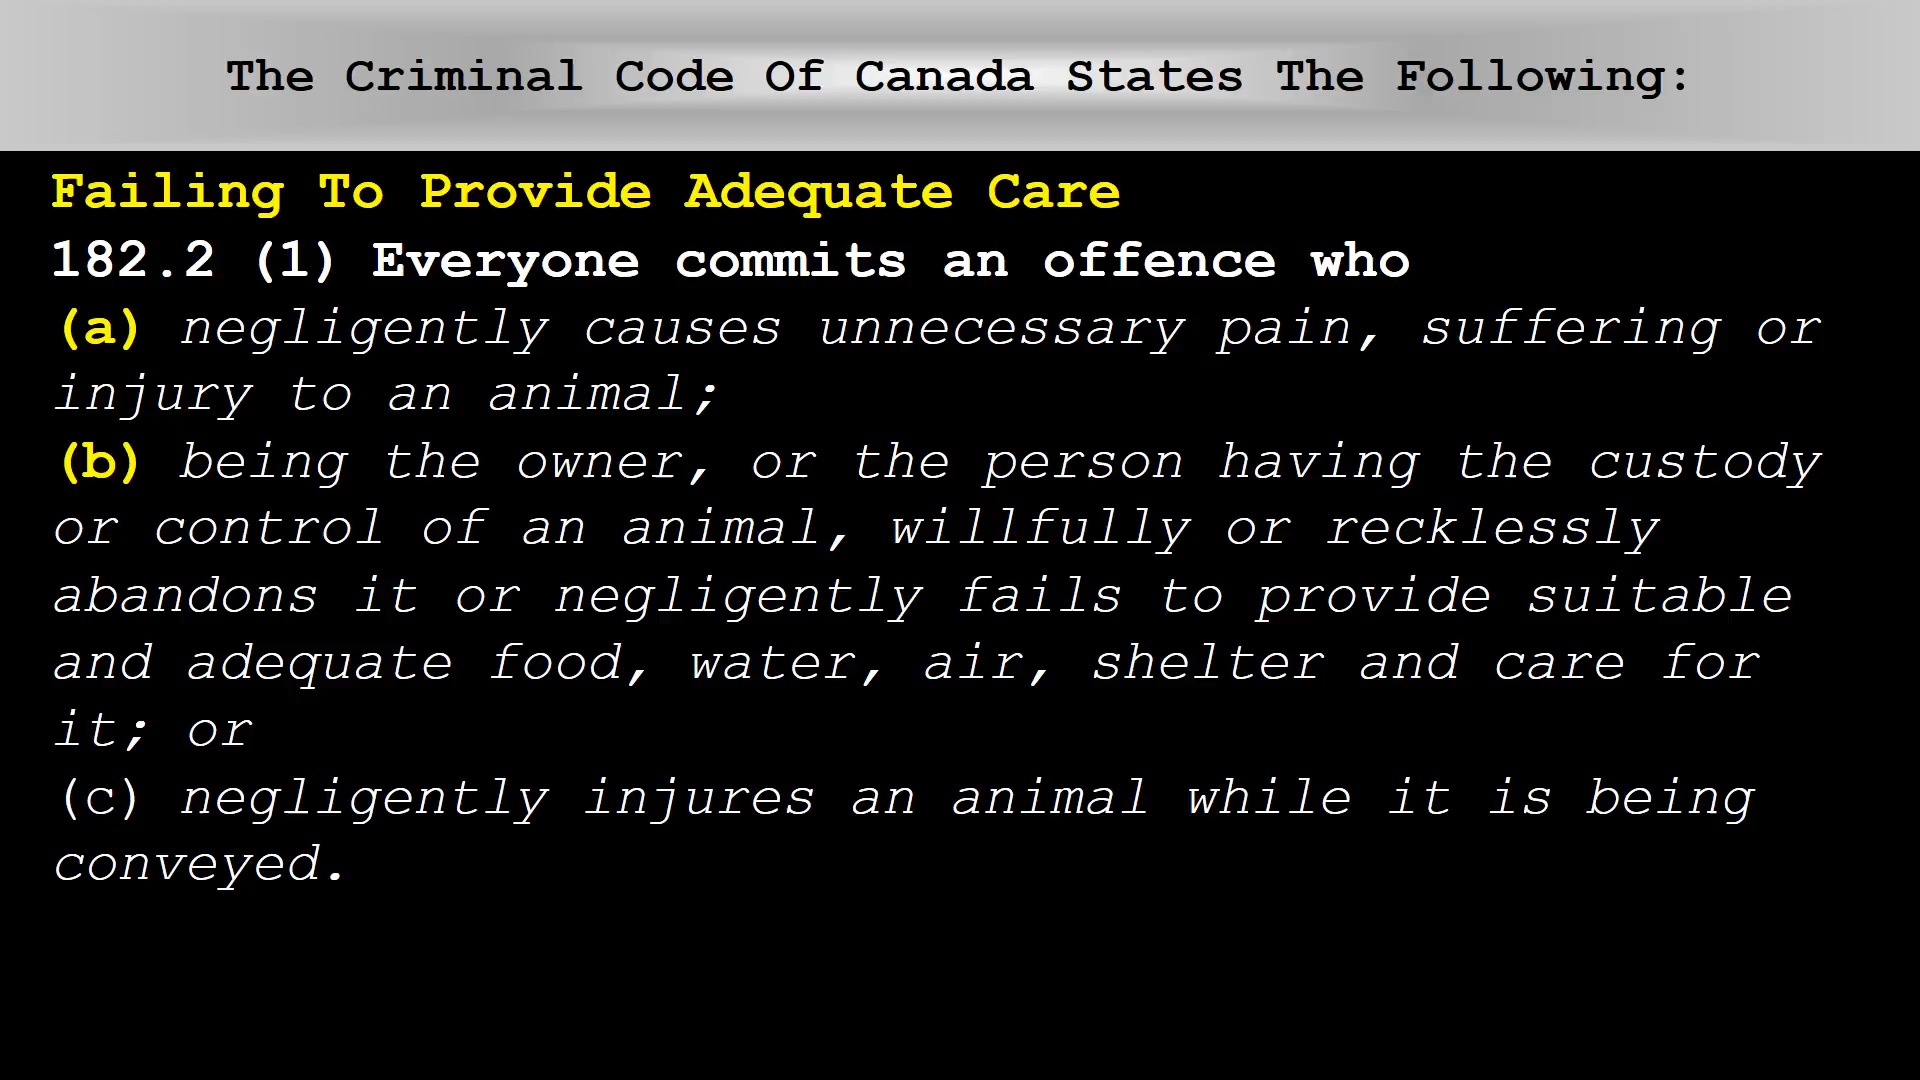 The Criminal Code Of Canada States The Following:
Failing To Provide Adequate Care
182.2 (1) Everyone commits an offence who
(a) negligently causes unnecessary pain, suffering or
injury to an animal;
(b) being the owner, or the person having the custody
or control of an animal, willfully or recklessly
abandons it or negligently fails to provide suitable
and adequate food, water, air, shelter and care for
it; or
(c) negligently injures an animal while it is being
conveyed.